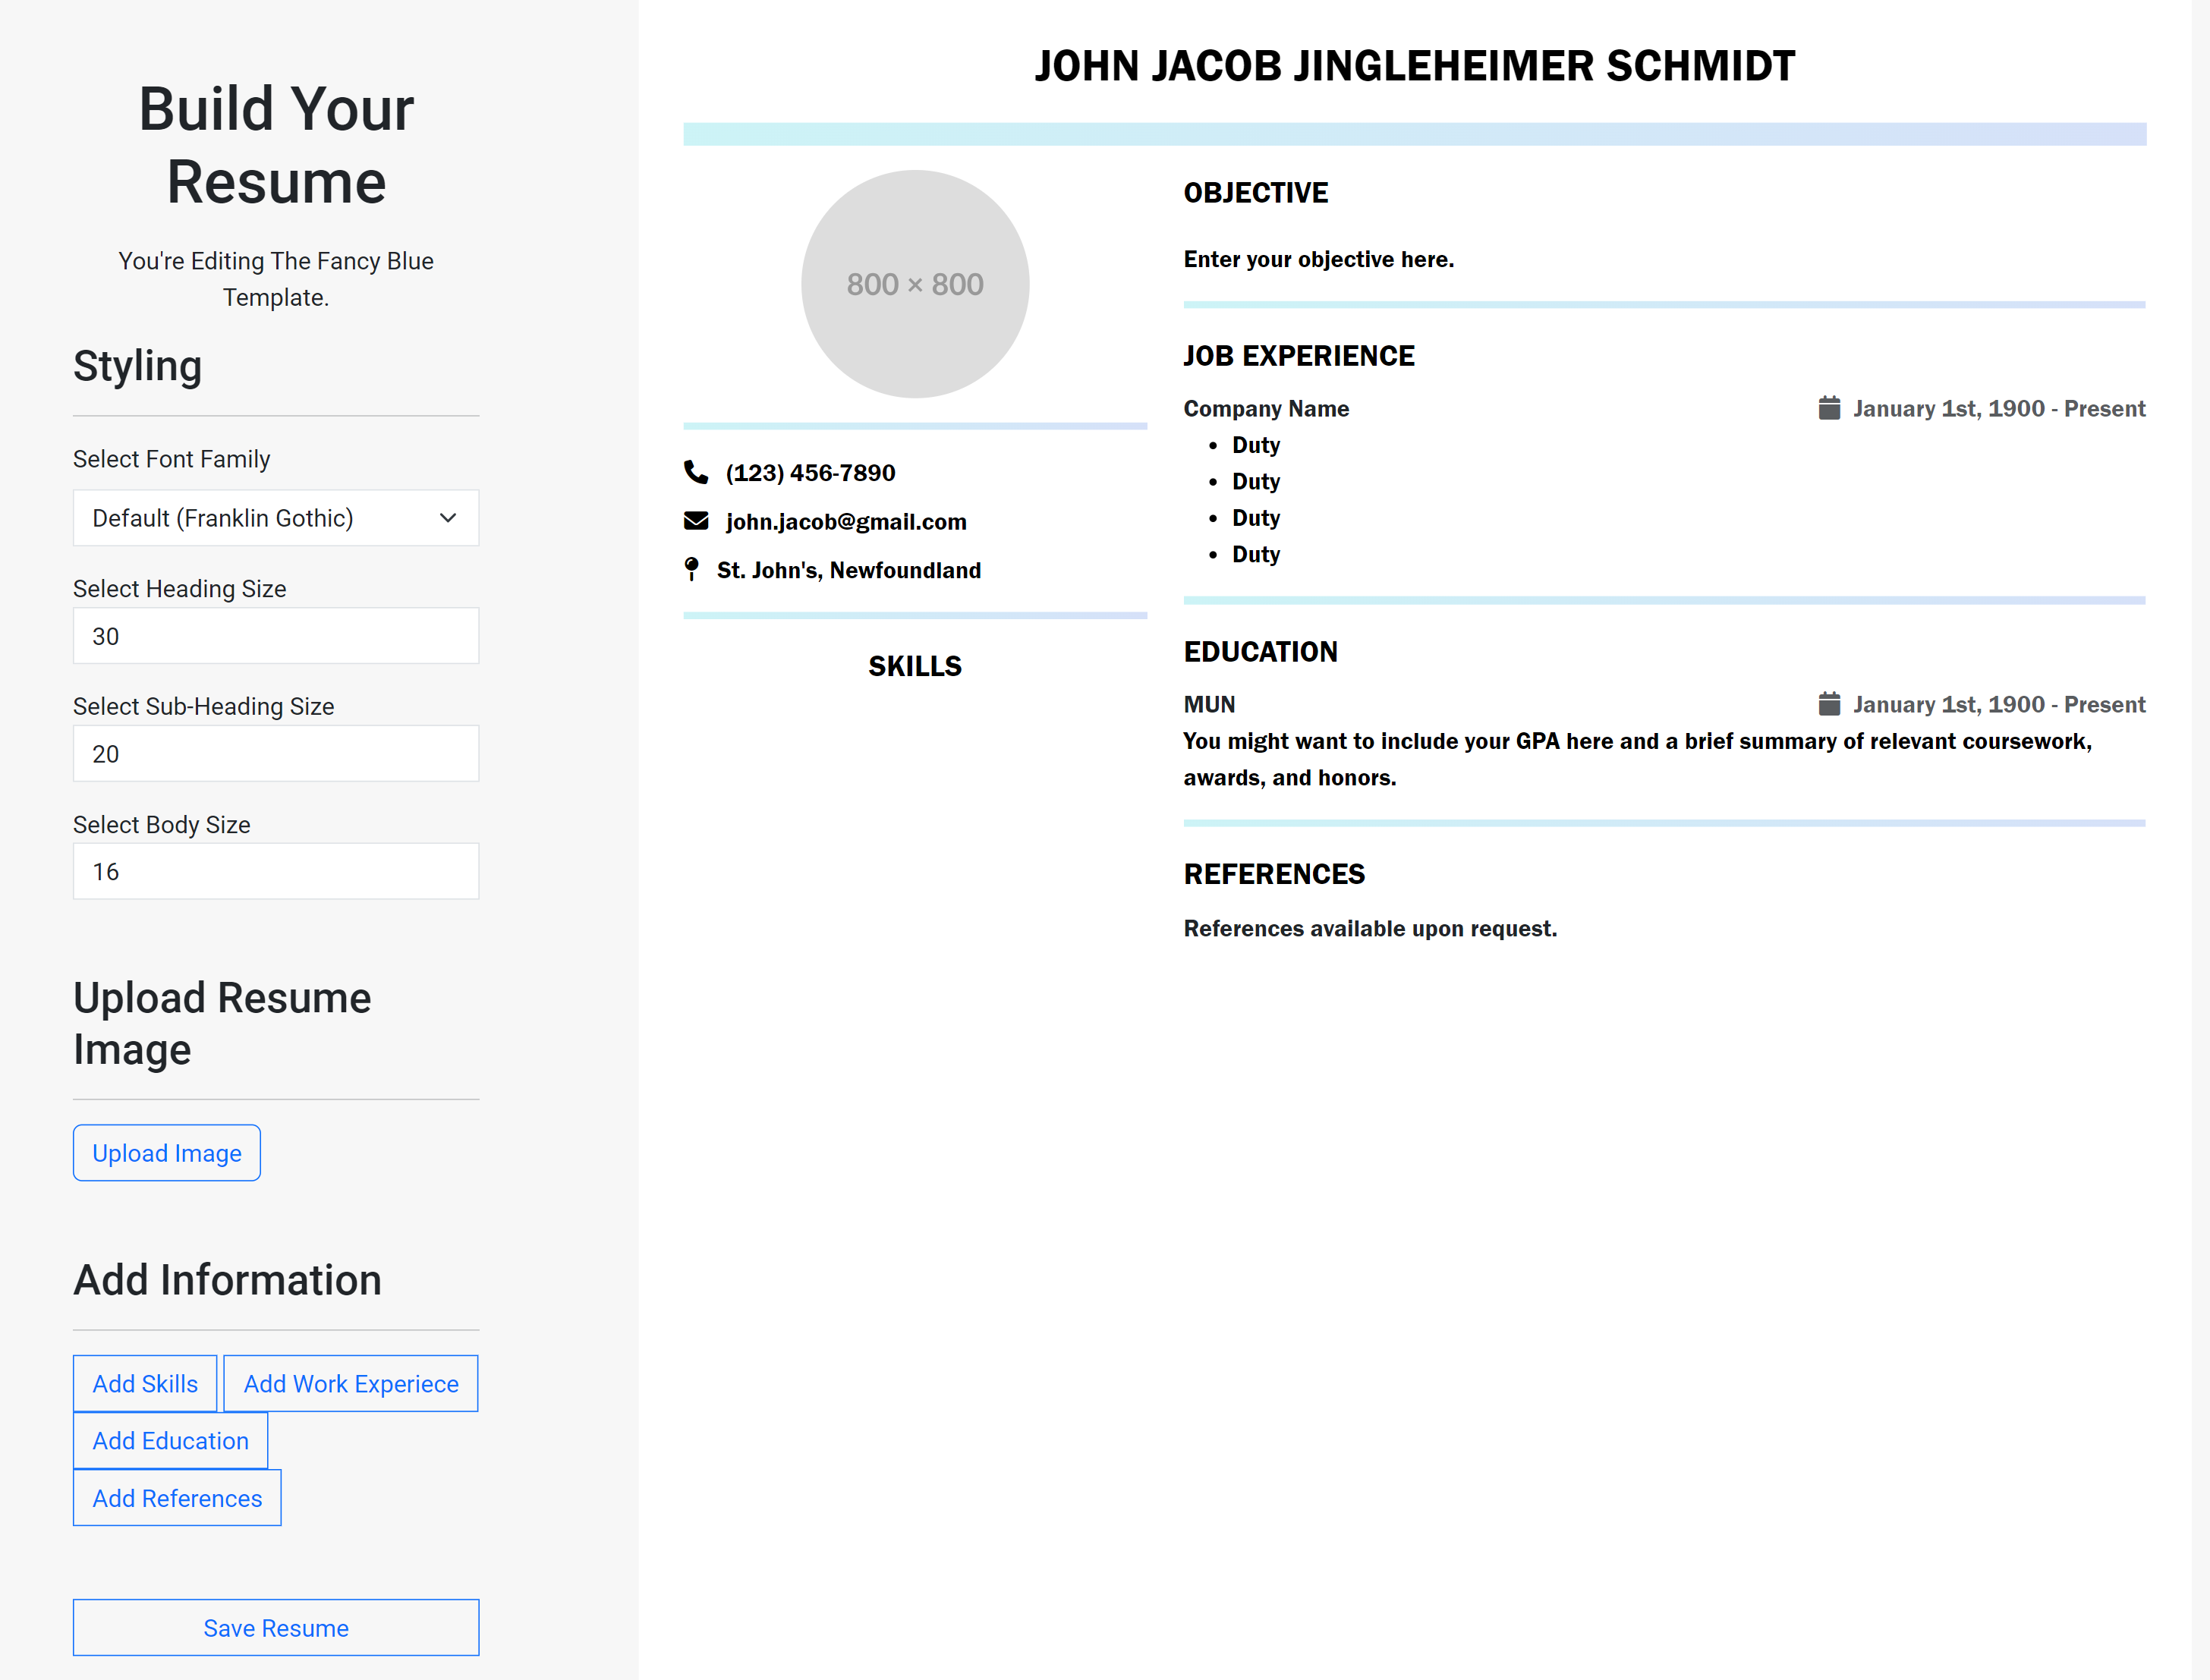 Build Your
Resume
You're Editing The Fancy Blue
Template.
Styling
Select Font Family
Default (Franklin Gothic)
Select Heading Size
30
Select Sub-Heading Size
20
Select Body Size
16
Upload Resume
Image
Upload Image
Add Information
Add Skills
Add Work Experiece
Add Education
Add References
Save Resume
JOHN JACOB JINGLEHEIMER SCHMIDT
800 × 800
(123) 456-7890
john.jacob@gmail.com
St. John's, Newfoundland
SKILLS
OBJECTIVE
Enter your objective here.
JOB EXPERIENCE
Company Name January 1st, 1900 - Present
• Duty
• Duty
• Duty
• Duty
EDUCATION
MUN January 1st, 1900 - Present
You might want to include your GPA here and a brief summary of relevant coursework,
awards, and honors.
REFERENCES
References available upon request.